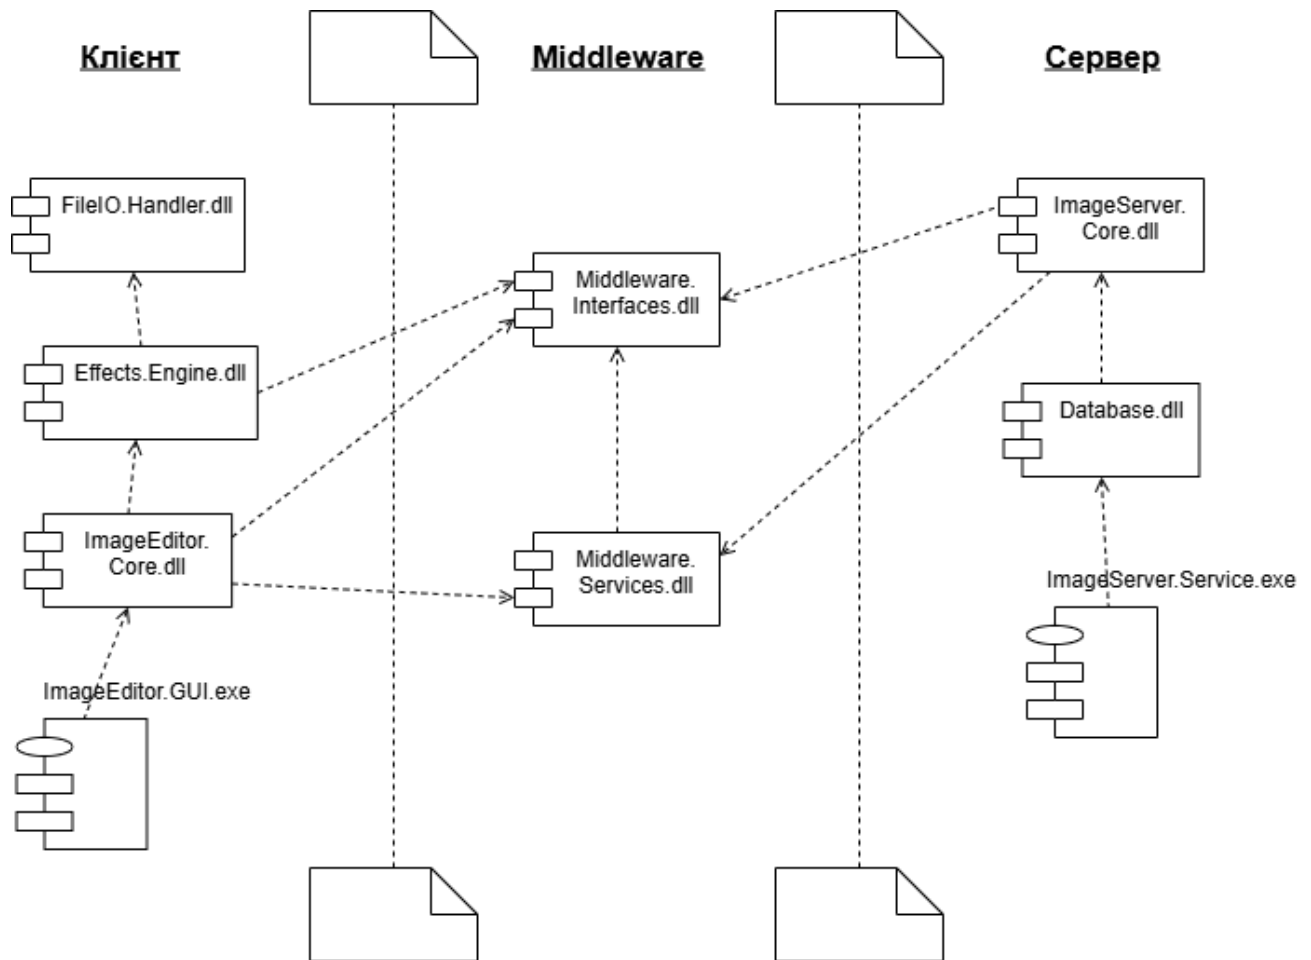 Клієнт
Middleware
Сервер
FileIO.Handler.dll
ImageServer.
Core.dll
Middleware.
Interfaces.dll
Effects.Engine.dll
Database.dll
ImageEditor.
Core.dll
Middleware.
Services.dll
ImageServer.Service.exe
ImageEditor.GUI.exe